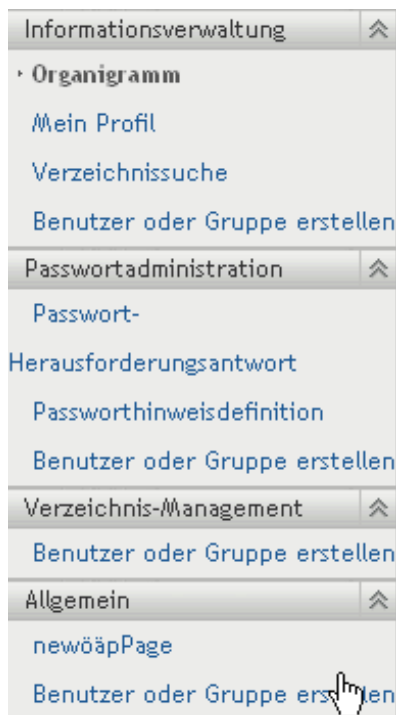 Informationsverwaltung
Organigramm
Mein Profil
Verzeichnissuche
Benutzer oder Gruppe erstellen
Passwortadministration
Passwort-
Herausforderungsantwort
Passworthinweisdefinition
Benutzer oder Gruppe erstellen
Verzeichnis-Management
Benutzer oder Gruppe erstellen
Allgemein
newöäpPage
Benutzer oder Gruppe erstellen